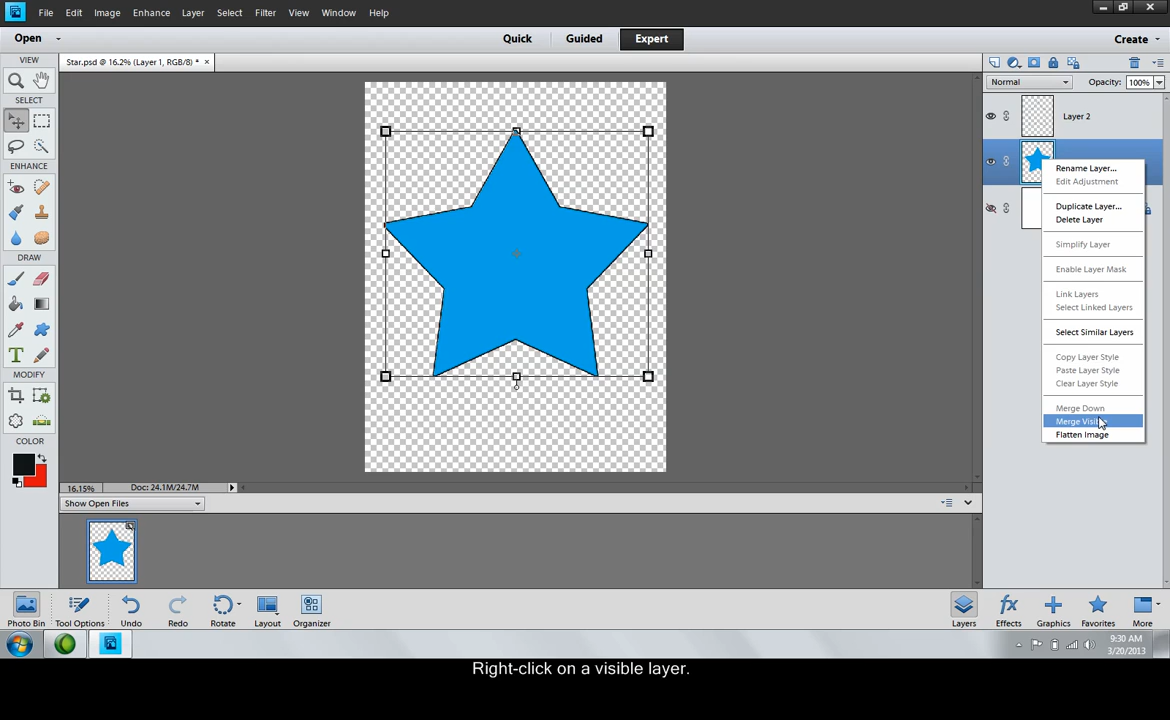 File Edit Image Enhance Layer Select Filter View Window Help
Open Quick Guided Expert Create
VIEW
Star.psd @ 16.2% (Layer 1, RGB/8) * ×
Normal Opacity: 100%
SELECT
Layer 2
ENHANCE
Rename Layer...
Edit Adjustment
Duplicate Layer...
Delete Layer
Simplify Layer
DRAW
Enable Layer Mask
Link Layers
Select Linked Layers
Select Similar Layers
Copy Layer Style
Paste Layer Style
Clear Layer Style
MODIFY
Merge Down
Merge Visible
Flatten Image
COLOR
16.15% Doc: 24.1M/24.7M
Show Open Files
Photo Bin Tool Options Undo Redo Rotate Layout Organizer Layers Effects Graphics Favorites More
9:30 AM
3/20/2013
Right-click on a visible layer.